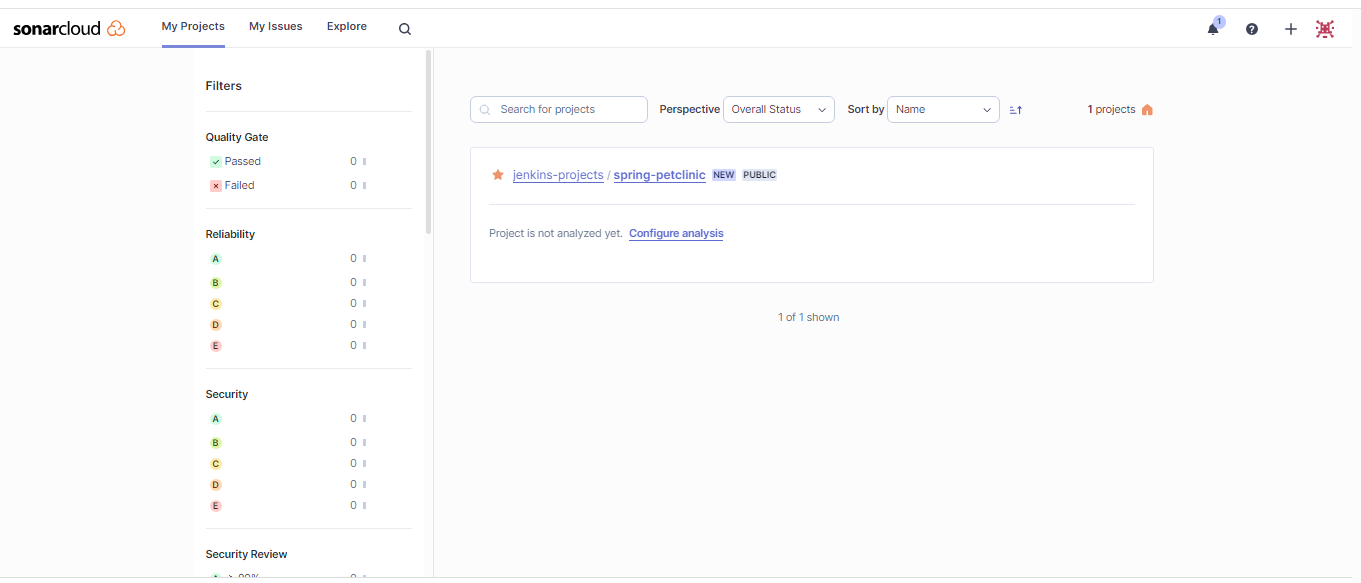 sonarcloud My Projects My Issues Explore 1
Filters
Quality Gate
Passed 0
Failed 0
Reliability
A 0
B 0
C 0
D 0
E 0
Security
A 0
B 0
C 0
D 0
E 0
Security Review
Search for projects Perspective Overall Status Sort by Name 1 projects
jenkins-projects / spring-petclinic NEW PUBLIC
Project is not analyzed yet. Configure analysis
1 of 1 shown